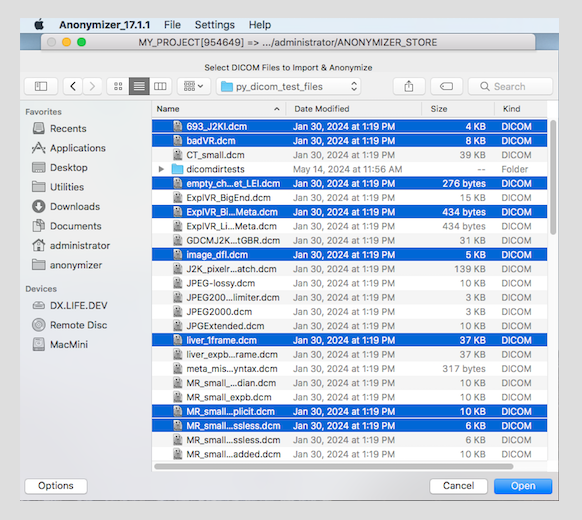 Anonymizer_17.1.1 File Settings Help
MY_PROJECT[954649] => .../administrator/ANONYMIZER_STORE
Select DICOM Files to Import & Anonymize
py_dicom_test_files Search
Favorites
Recents
Applications
Desktop
Utilities
Downloads
Documents
administrator
anonymizer
Devices
DX.LIFE.DEV
Remote Disc
MacMini
Name Date Modified Size Kind
693_J2KI.dcm Jan 30, 2024 at 1:19 PM 4 KB DICOM
badVR.dcm Jan 30, 2024 at 1:19 PM 8 KB DICOM
CT_small.dcm Jan 30, 2024 at 1:19 PM 39 KB DICOM
dicomdirtests May 14, 2024 at 11:56 AM -- Folder
empty_ch...et_LEI.dcm Jan 30, 2024 at 1:19 PM 276 bytes DICOM
ExplVR_BigEnd.dcm Jan 30, 2024 at 1:19 PM 15 KB DICOM
ExplVR_Bi...Meta.dcm Jan 30, 2024 at 1:19 PM 434 bytes DICOM
ExplVR_Li...Meta.dcm Jan 30, 2024 at 1:19 PM 434 bytes DICOM
GDCMJ2K...tGBR.dcm Jan 30, 2024 at 1:19 PM 31 KB DICOM
image_dfl.dcm Jan 30, 2024 at 1:19 PM 5 KB DICOM
J2K_pixelr...atch.dcm Jan 30, 2024 at 1:19 PM 139 KB DICOM
JPEG-lossy.dcm Jan 30, 2024 at 1:19 PM 10 KB DICOM
JPEG200...limiter.dcm Jan 30, 2024 at 1:19 PM 3 KB DICOM
JPEG2000.dcm Jan 30, 2024 at 1:19 PM 3 KB DICOM
JPGExtended.dcm Jan 30, 2024 at 1:19 PM 10 KB DICOM
liver_1frame.dcm Jan 30, 2024 at 1:19 PM 37 KB DICOM
liver_expb...rame.dcm Jan 30, 2024 at 1:19 PM 37 KB DICOM
meta_mis...yntax.dcm Jan 30, 2024 at 1:19 PM 317 bytes DICOM
MR_small_...dian.dcm Jan 30, 2024 at 1:19 PM 10 KB DICOM
MR_small_expb.dcm Jan 30, 2024 at 1:19 PM 10 KB DICOM
MR_small...plicit.dcm Jan 30, 2024 at 1:19 PM 10 KB DICOM
MR_small...ssless.dcm Jan 30, 2024 at 1:19 PM 6 KB DICOM
MR_small...ssless.dcm Jan 30, 2024 at 1:19 PM 6 KB DICOM
MR_small...added.dcm Jan 30, 2024 at 1:19 PM 10 KB DICOM
Options Cancel Open